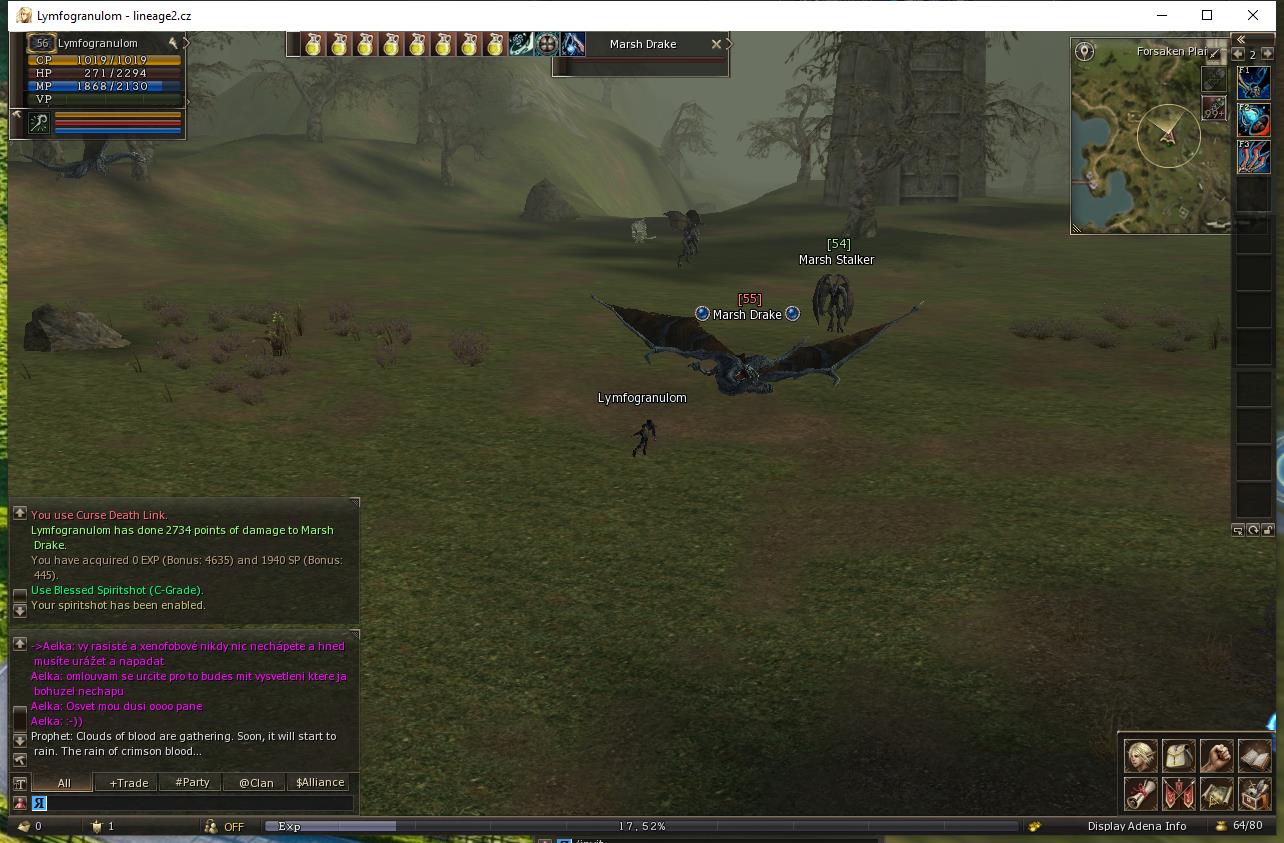 Lymfogranulom - lineage2.cz
56 Lymfogranulom
CP 1019/1019
HP 271/2294
MP 1868/2130
VP
Marsh Drake
Forsaken Plai
99+
2
F1
F2
F3
[54]
Marsh Stalker
[55]
Marsh Drake
Lymfogranulom
You use Curse Death Link.
Lymfogranulom has done 2734 points of damage to Marsh
Drake.
You have acquired 0 EXP (Bonus: 4635) and 1940 SP (Bonus:
445).
Use Blessed Spiritshot (C-Grade).
Your spiritshot has been enabled.
->Aelka: vy rasisté a xenofobové nikdy nic nechápete a hned
musíte urážet a napadat
Aelka: omlouvam se urcite pro to budes mit vysvetleni ktere ja
bohuzel nechapu
Aelka: Osvet mou dusi oooo pane
Aelka: :-))
Prophet: Clouds of blood are gathering. Soon, it will start to
rain. The rain of crimson blood...
All +Trade #Party @Clan $Alliance
Я
0 1 OFF Exp 17,52% Display Adena Info 64/80